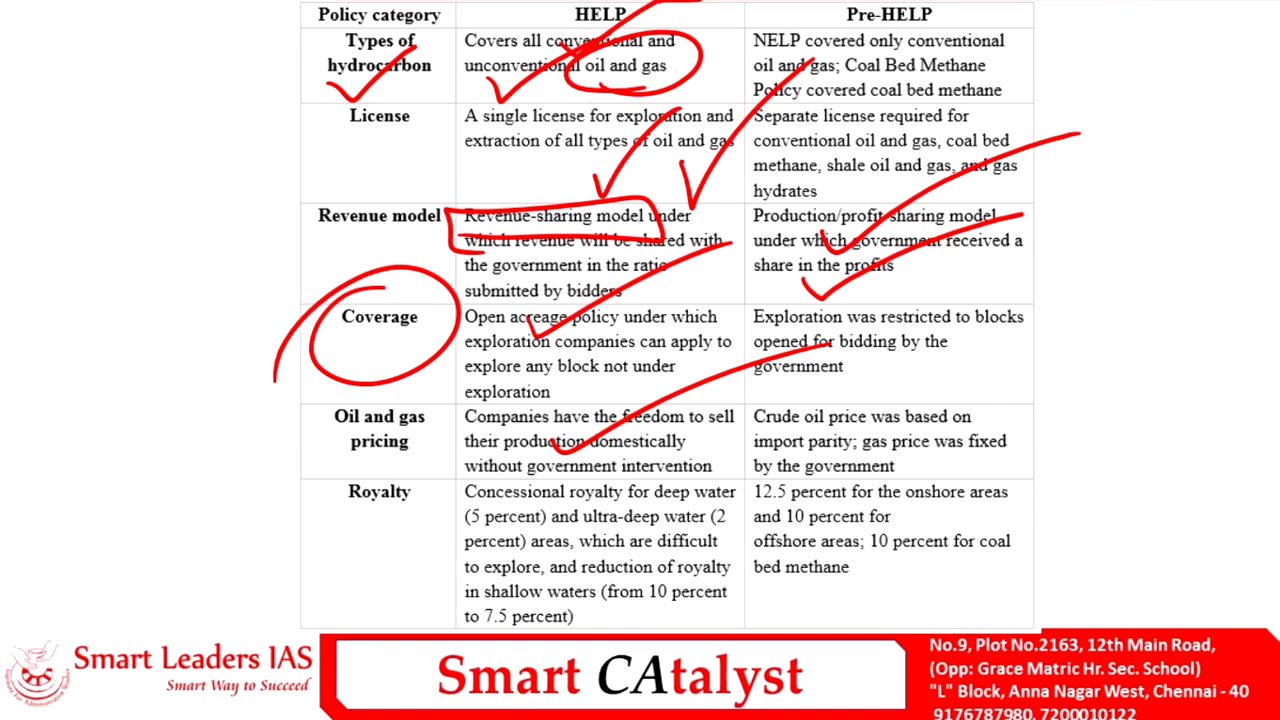 Policy category HELP Pre-HELP
Types of hydrocarbon
Covers all conventional and
unconventional oil and gas
NELP covered only conventional
oil and gas; Coal Bed Methane
Policy covered coal bed methane
License
A single license for exploration and
extraction of all types of oil and gas
Separate license required for
conventional oil and gas, coal bed
methane, shale oil and gas, and gas
hydrates
Revenue model
Revenue-sharing model under
which revenue will be shared with
the government in the ratio
submitted by bidders
Production/profit sharing model
under which government received a
share in the profits
Coverage
Open acreage policy under which
exploration companies can apply to
explore any block not under
exploration
Exploration was restricted to blocks
opened for bidding by the
government
Oil and gas
pricing
Companies have the freedom to sell
their production domestically
without government intervention
Crude oil price was based on
import parity; gas price was fixed
by the government
Royalty
Concessional royalty for deep water
(5 percent) and ultra-deep water (2
percent) areas, which are difficult
to explore, and reduction of royalty
in shallow waters (from 10 percent
to 7.5 percent)
12.5 percent for the onshore areas
and 10 percent for
offshore areas; 10 percent for coal
bed methane
Smart Leaders IAS
Smart Way to Succeed
Smart CAtalyst
No.9, Plot No.2163, 12th Main Road,
(Opp: Grace Matric Hr. Sec. School)
"L" Block, Anna Nagar West, Chennai - 40
9176787980, 7200010122